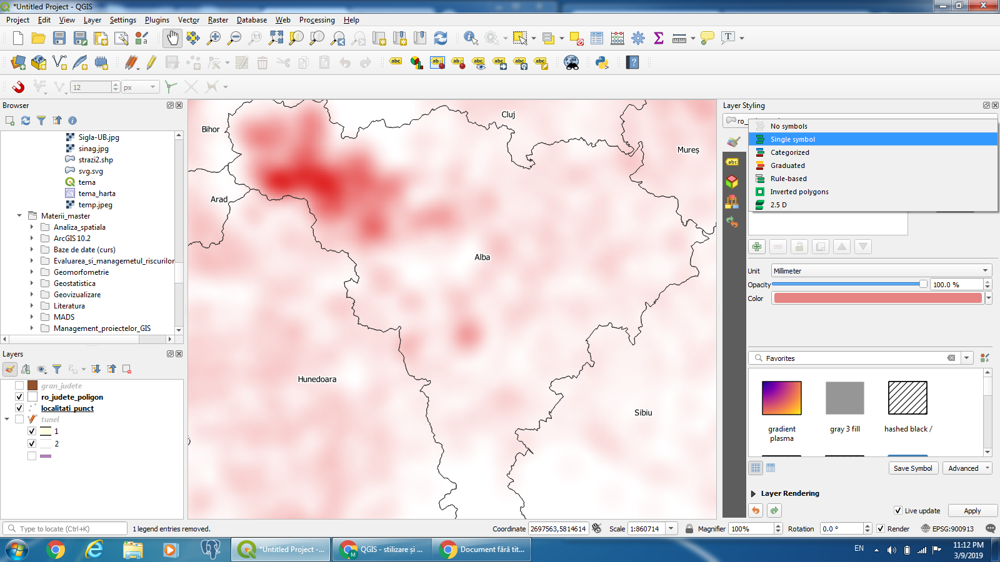 *Untitled Project - QGIS
Project Edit View Layer Settings Plugins Vector Raster Database Web Processing Help
abc
12 px
Browser
Sigla-UB.jpg
sinag.jpg
strazi2.shp
svg.svg
tema
tema_harta
temp.jpeg
Materii_master
Analiza_spatiala
ArcGIS 10.2
Baze de date (curs)
Evaluarea_si_managemetul_riscurilor
Geomorfometrie
Geostatistica
Geovizualizare
Literatura
MADS
Management_proiectelor_GIS
Layers
gran_judete
ro_judete_poligon
localitati_punct
tunel
1
2
Bihor
Cluj
Mureș
Arad
Alba
Hunedoara
Sibiu
Layer Styling
ro_
No symbols
Single symbol
Categorized
Graduated
Rule-based
Inverted polygons
2.5 D
abc
Unit Millimeter
Opacity 100.0 %
Color
Favorites
gradient plasma
gray 3 fill
hashed black /
Save Symbol Advanced
Layer Rendering
Live update Apply
Type to locate (Ctrl+K) 1 legend entries removed. Coordinate 2697563,5814614 Scale 1:860714 Magnifier 100% Rotation 0.0 ° Render EPSG:900913
*Untitled Project -...
QGIS - stilizare și ...
Document fără tit...
EN
11:12 PM
3/9/2019